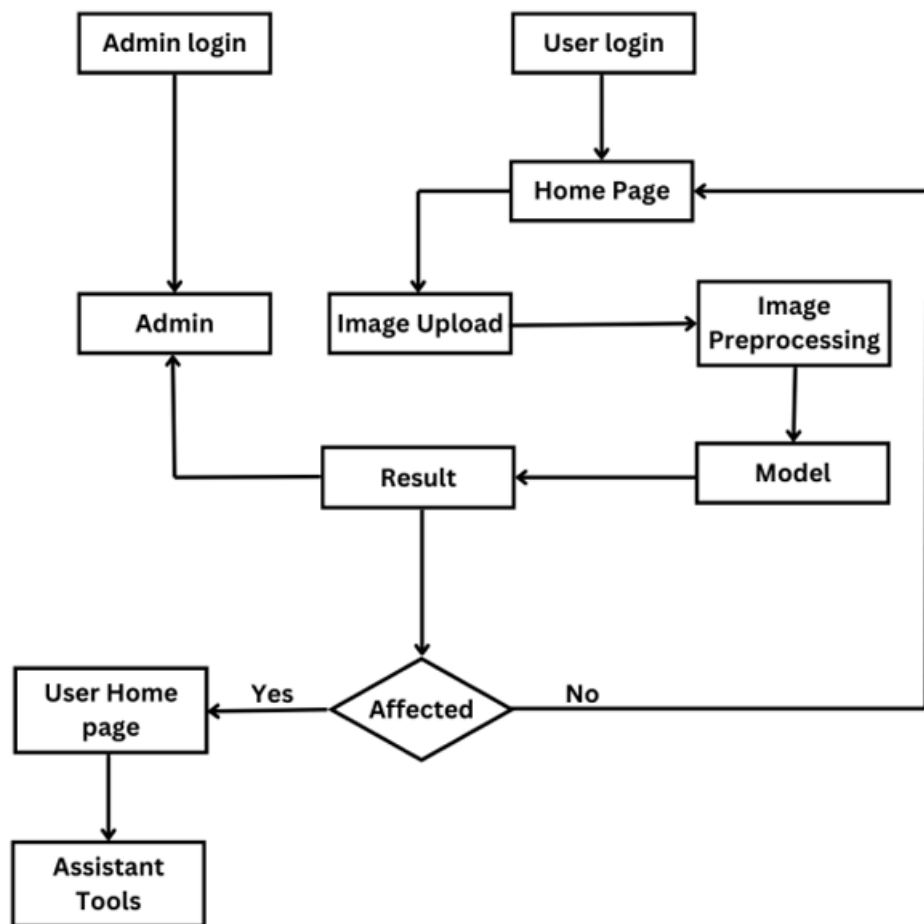 Admin login
User login
Home Page
Admin
Image Upload
Image
Preprocessing
Result
Model
User Home
page
Yes
Affected
No
Assistant
Tools